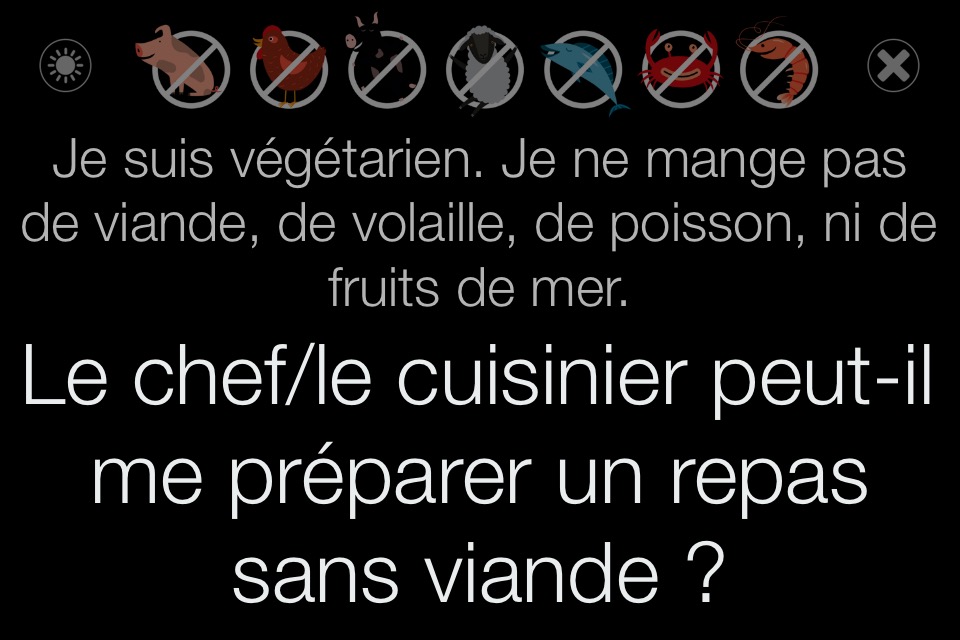 Je suis végétarien. Je ne mange pas
de viande, de volaille, de poisson, ni de
fruits de mer.
Le chef/le cuisinier peut-il
me préparer un repas
sans viande ?